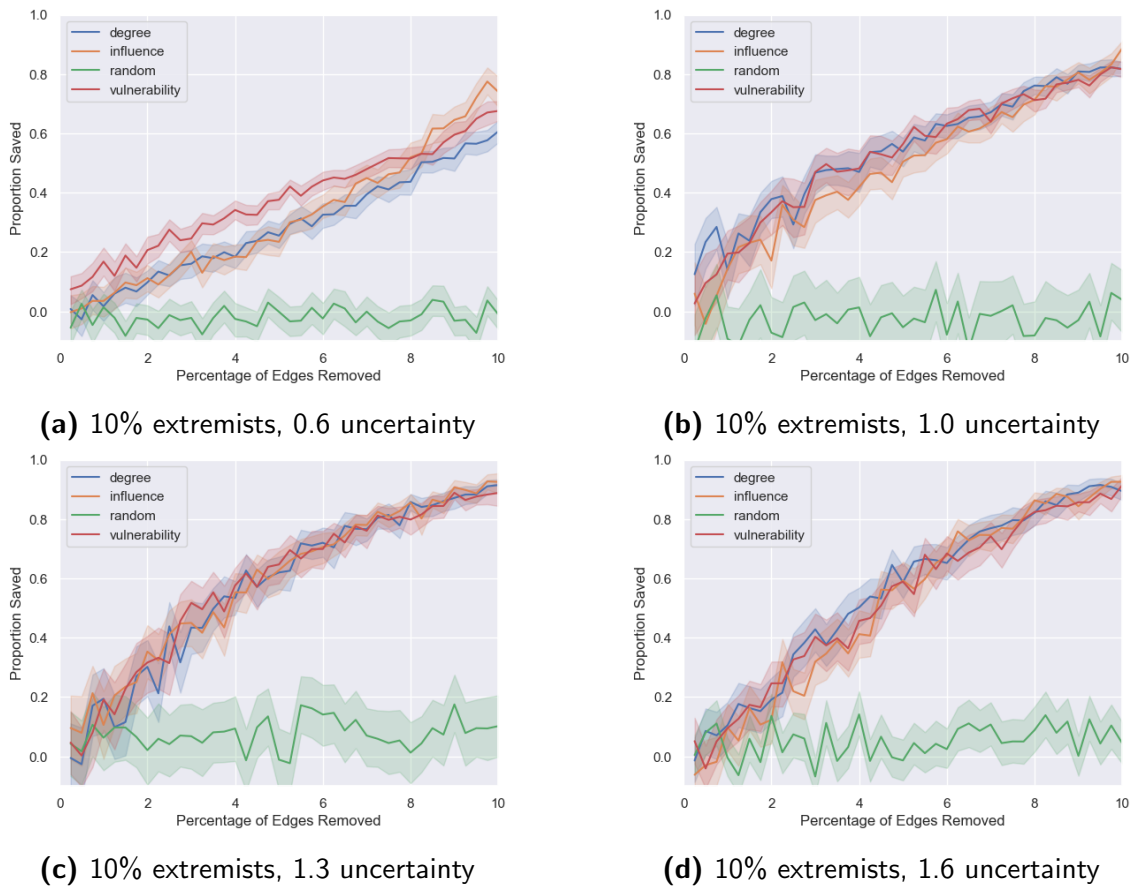 1.0
0.8
0.6
0.4
0.2
0.0
Proportion Saved
degree
influence
random
vulnerability
0 2 4 6 8 10
Percentage of Edges Removed
(a) 10% extremists, 0.6 uncertainty
1.0
0.8
0.6
0.4
0.2
0.0
Proportion Saved
degree
influence
random
vulnerability
0 2 4 6 8 10
Percentage of Edges Removed
(b) 10% extremists, 1.0 uncertainty
1.0
0.8
0.6
0.4
0.2
0.0
Proportion Saved
degree
influence
random
vulnerability
0 2 4 6 8 10
Percentage of Edges Removed
(c) 10% extremists, 1.3 uncertainty
1.0
0.8
0.6
0.4
0.2
0.0
Proportion Saved
degree
influence
random
vulnerability
0 2 4 6 8 10
Percentage of Edges Removed
(d) 10% extremists, 1.6 uncertainty